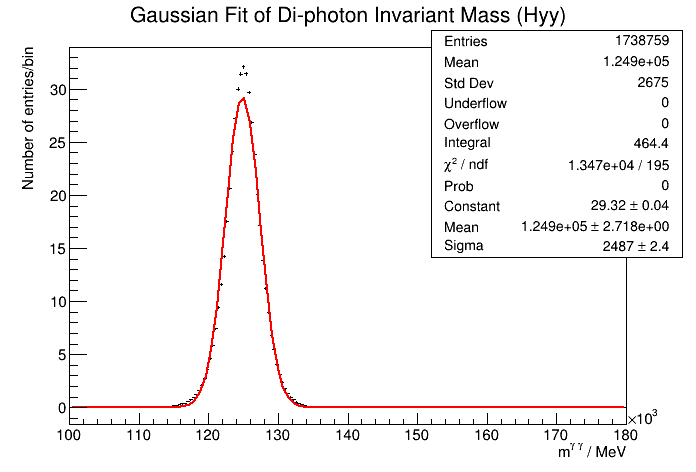 Gaussian Fit of Di-photon Invariant Mass (Hyy)
Number of entries/bin
Entries 1738759
Mean 1.249e+05
Std Dev 2675
Underflow 0
Overflow 0
Integral 464.4
χ² / ndf 1.347e+04 / 195
Prob 0
Constant 29.32 ± 0.04
Mean 1.249e+05 ± 2.718e+00
Sigma 2487 ± 2.4
30
25
20
15
10
5
0
100 110 120 130 140 150 160 170 180
×10³
m^γγ / MeV